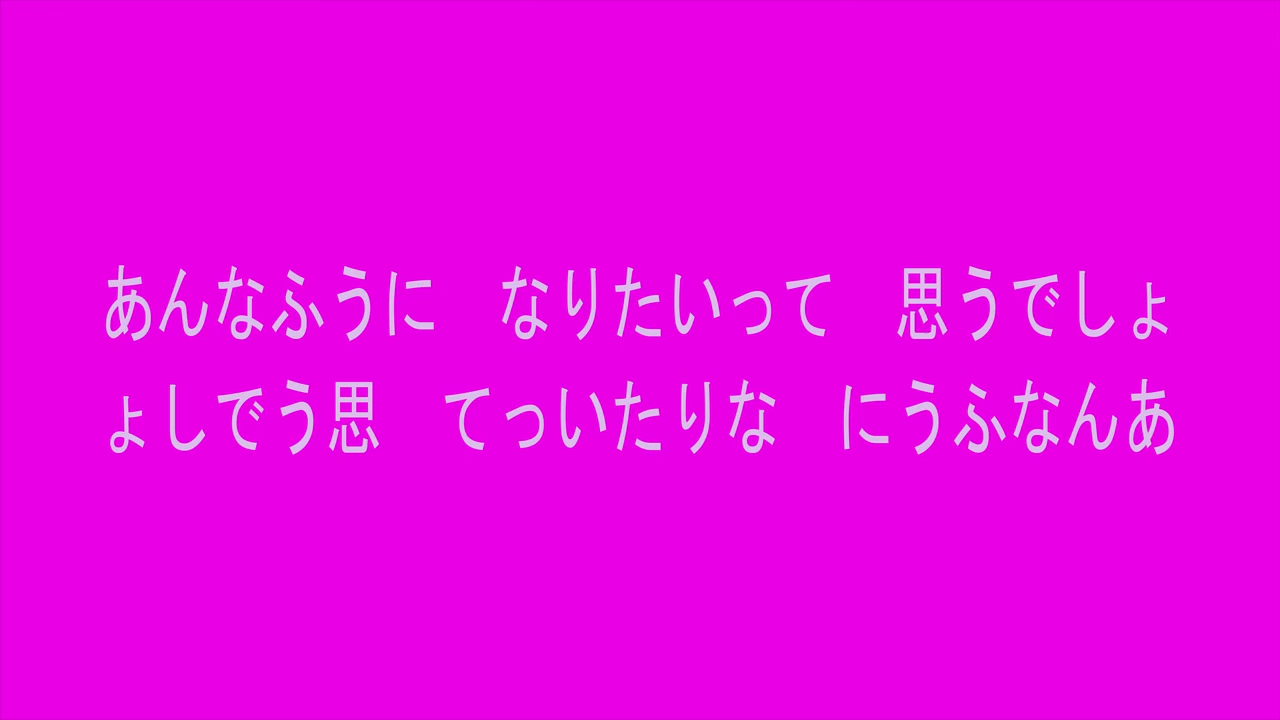 あんなふうに　なりたいって　思うでしょ
ょしでう思　てっいたりな　にうふなんあ